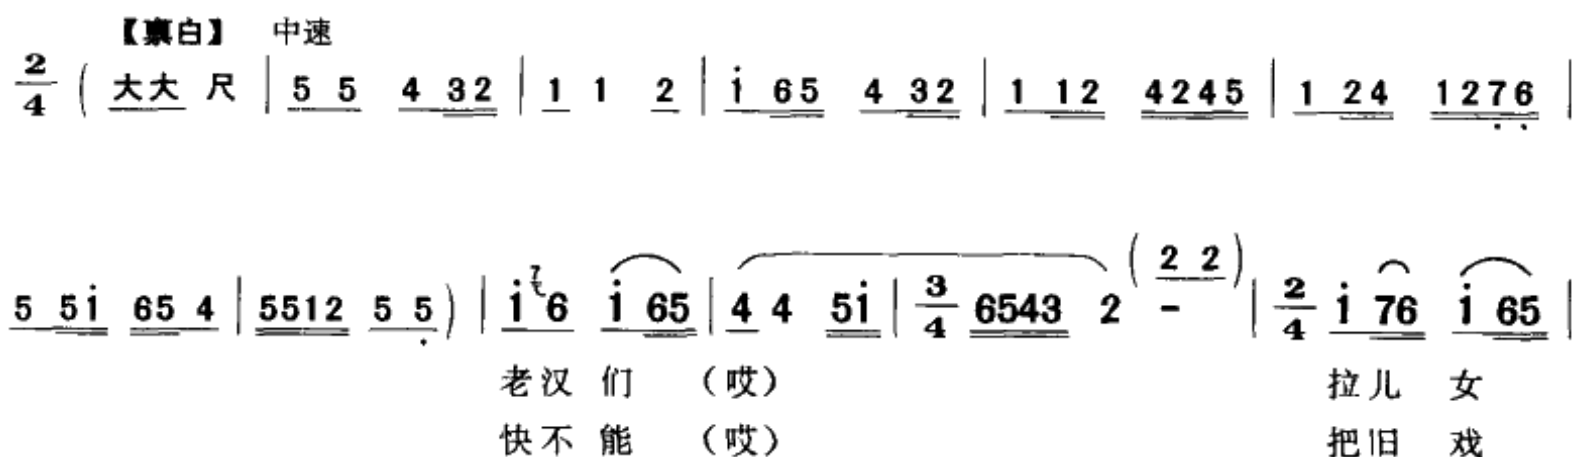 【禀白】 中速
2/4 ( 大大 尺 | 5 5 4 32 | 1 1 2 | i 65 4 32 | 1 12 4245 | 1 24 1276 |
( 2 2 )
5 5i 65 4 | 5512 5 5 ) | i 7 6 i 65 | 4 4 5i | 3/4 6543 2 - | 2/4 i 76 i 65 |
老汉 们 （哎） 拉儿 女
快不 能 （哎） 把旧 戏